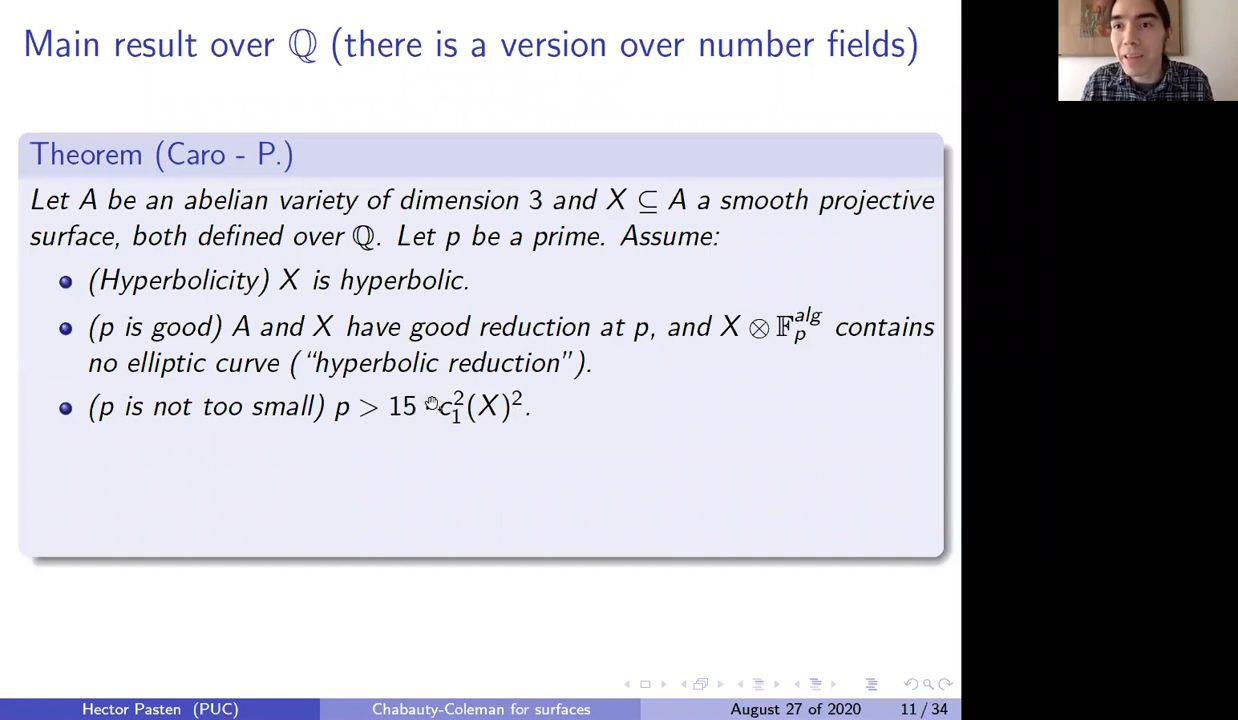 Main result over ℚ (there is a version over number fields)
Theorem (Caro - P.)
Let A be an abelian variety of dimension 3 and X ⊆ A a smooth projective
surface, both defined over ℚ. Let p be a prime. Assume:
(Hyperbolicity) X is hyperbolic.
(p is good) A and X have good reduction at p, and X ⊗ 𝔽_p^{alg} contains
no elliptic curve (“hyperbolic reduction”).
(p is not too small) p > 15 c_1^2(X)^2.
Hector Pasten (PUC)
Chabauty-Coleman for surfaces
August 27 of 2020
11 / 34